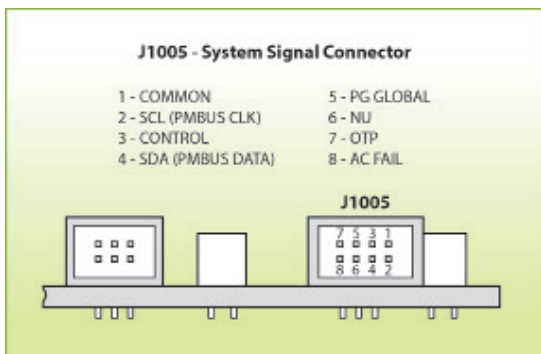 J1005 - System Signal Connector
1 - COMMON
2 - SCL (PMBUS CLK)
3 - CONTROL
4 - SDA (PMBUS DATA)
5 - PG GLOBAL
6 - NU
7 - OTP
8 - AC FAIL
J1005
7 5 3 1
8 6 4 2